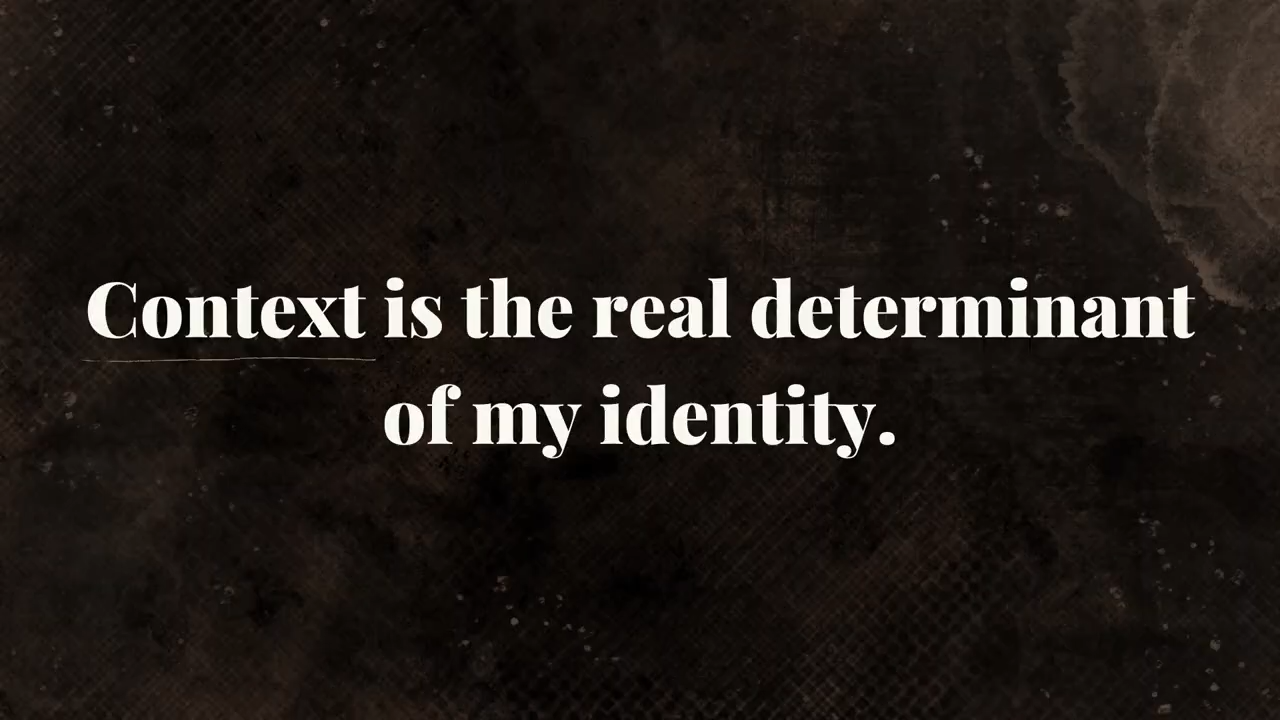 Context is the real determinant
of my identity.